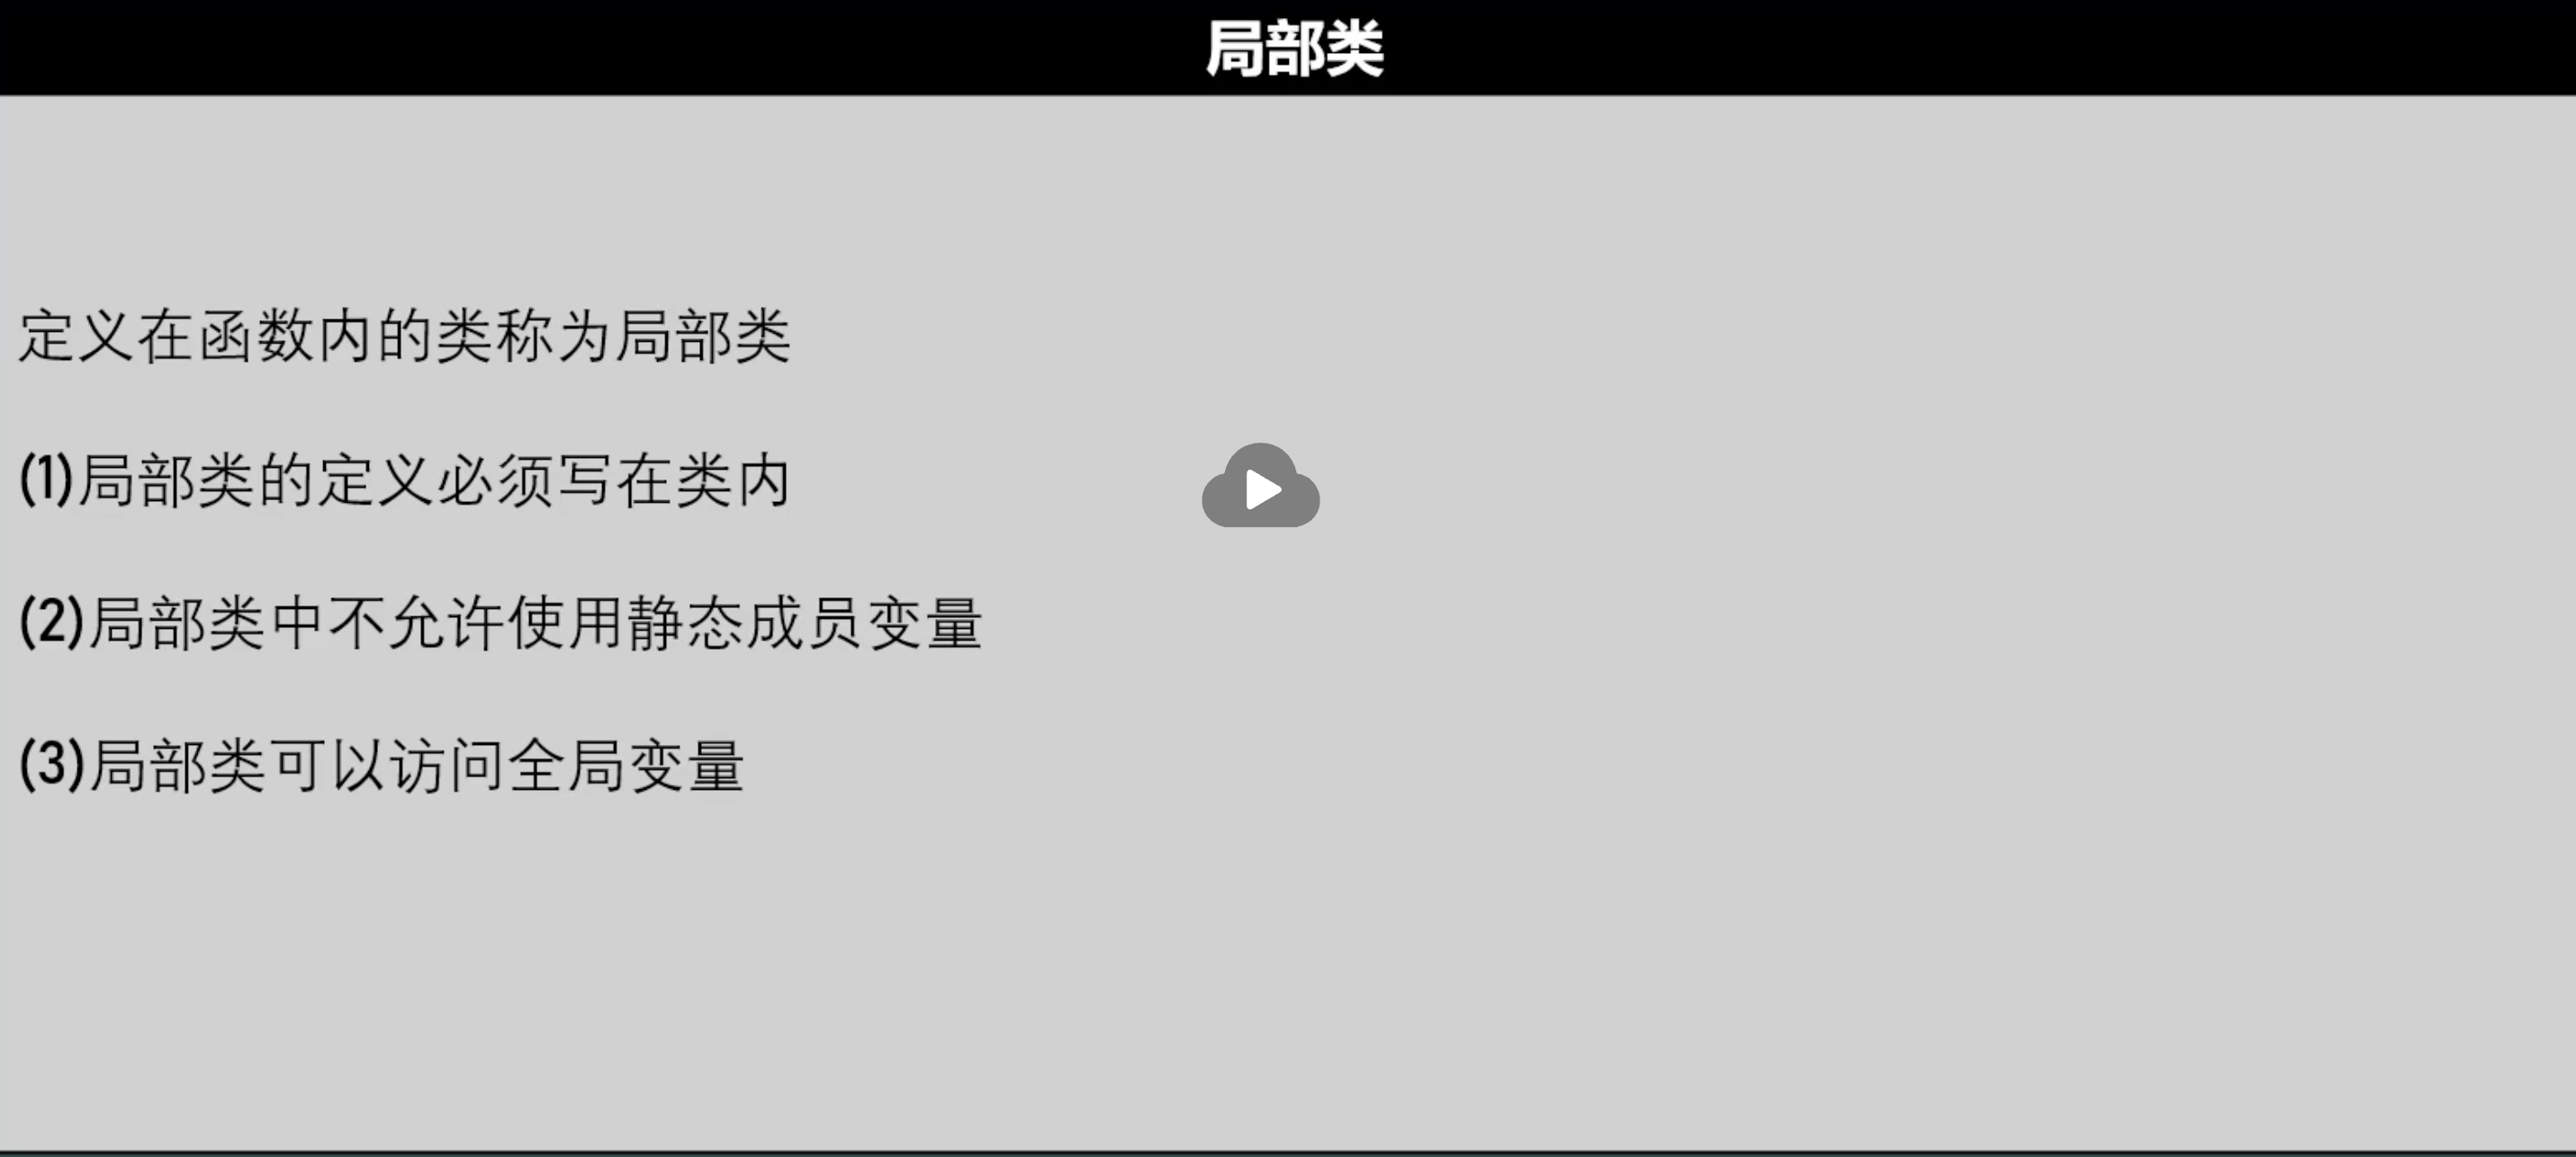 局部类
定义在函数内的类称为局部类
(1)局部类的定义必须写在类内
(2)局部类中不允许使用静态成员变量
(3)局部类可以访问全局变量